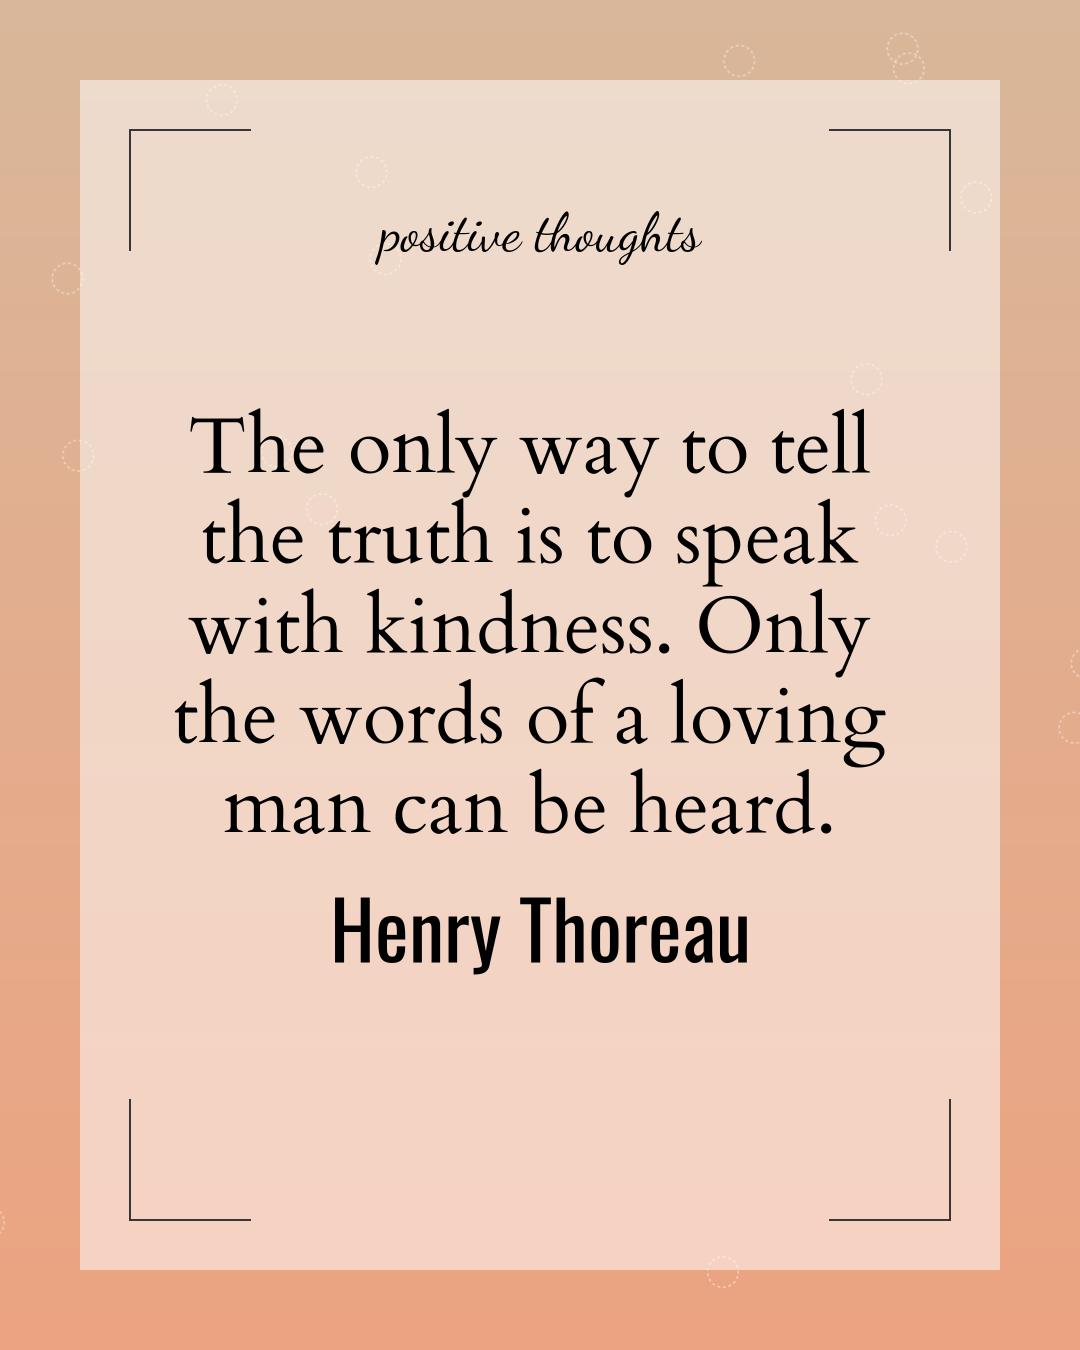 positive thoughts
The only way to tell
the truth is to speak
with kindness. Only
the words of a loving
man can be heard.
Henry Thoreau